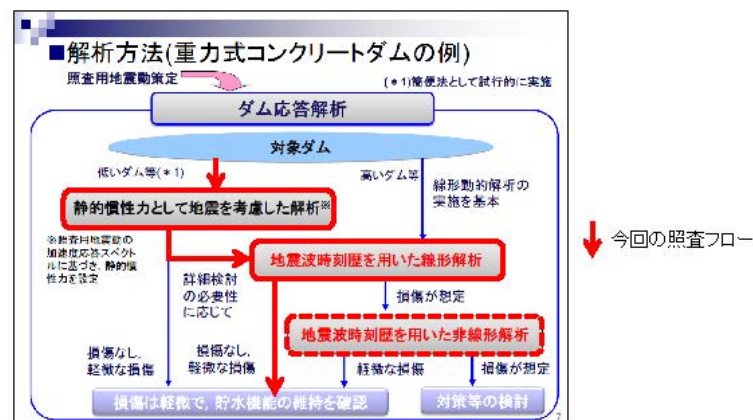 ■解析方法(重力式コンクリートダムの例)
照査用地震動策定
(*1)簡便法として試行的に実施
ダム応答解析
対象ダム
低いダム等(*1)
高いダム等
線形動的解析の
実施を基本
静的慣性力として地震を考慮した解析※
※照査用地震動の
加速度応答スペクト
ルに基づき、静的慣
性力を設定
地震波時刻歴を用いた線形解析
今回の照査フロー
詳細検討
の必要性
に応じて
損傷が想定
地震波時刻歴を用いた非線形解析
損傷なし,
軽微な損傷
損傷なし,
軽微な損傷
軽微な損傷
損傷が想定
損傷は軽微で,貯水機能の維持を確認
対策等の検討
7